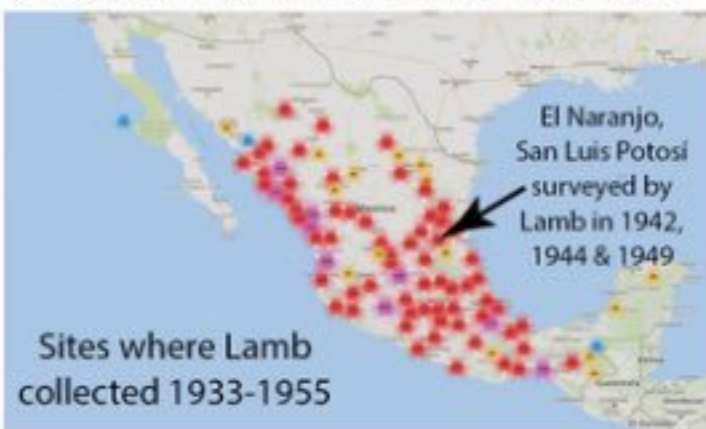 El Naranjo,
San Luis Potosí
surveyed by
Lamb in 1942,
1944 & 1949
Sites where Lamb
collected 1933-1955